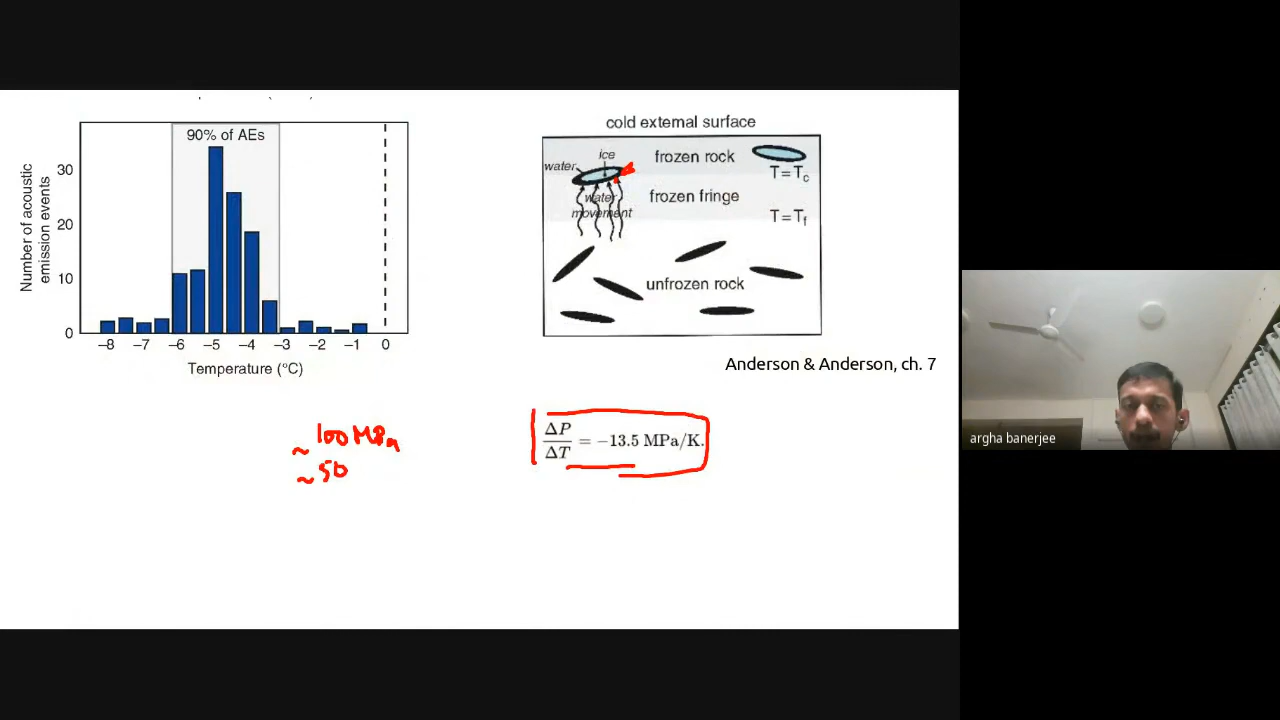 90% of AEs
Number of acoustic
emission events
30
20
10
0
–8 –7 –6 –5 –4 –3 –2 –1 0
Temperature (°C)
cold external surface
ice
water
frozen rock
T=Tc
water
movement
frozen fringe
T=Tf
unfrozen rock
Anderson & Anderson, ch. 7
~ 100 MPa
~ 50
ΔP/ΔT = −13.5 MPa/K.
argha banerjee